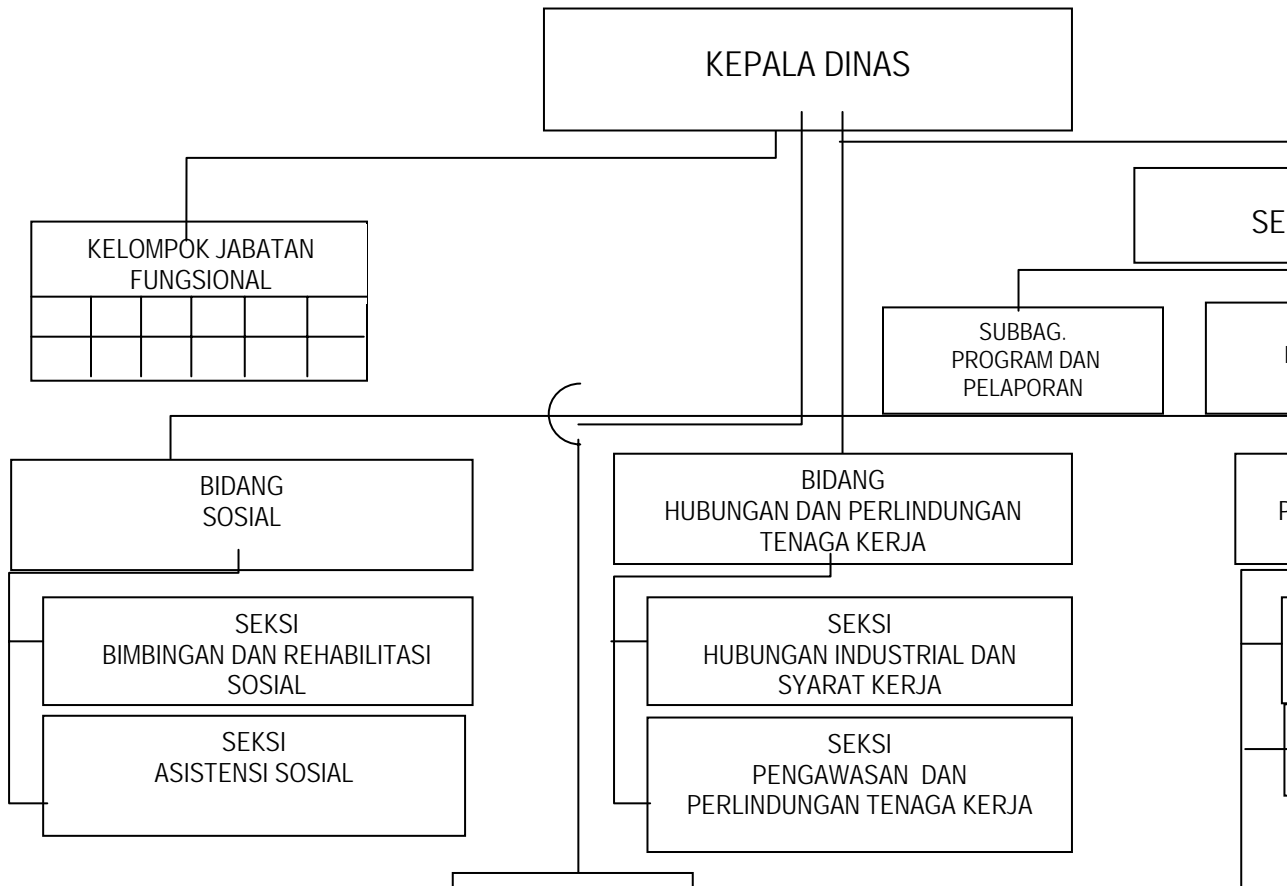 KEPALA DINAS
KELOMPOK JABATAN
FUNGSIONAL
SE
SUBBAG.
PROGRAM DAN
PELAPORAN
BIDANG
SOSIAL
BIDANG
HUBUNGAN DAN PERLINDUNGAN
TENAGA KERJA
SEKSI
BIMBINGAN DAN REHABILITASI
SOSIAL
SEKSI
HUBUNGAN INDUSTRIAL DAN
SYARAT KERJA
SEKSI
ASISTENSI SOSIAL
SEKSI
PENGAWASAN  DAN
PERLINDUNGAN TENAGA KERJA